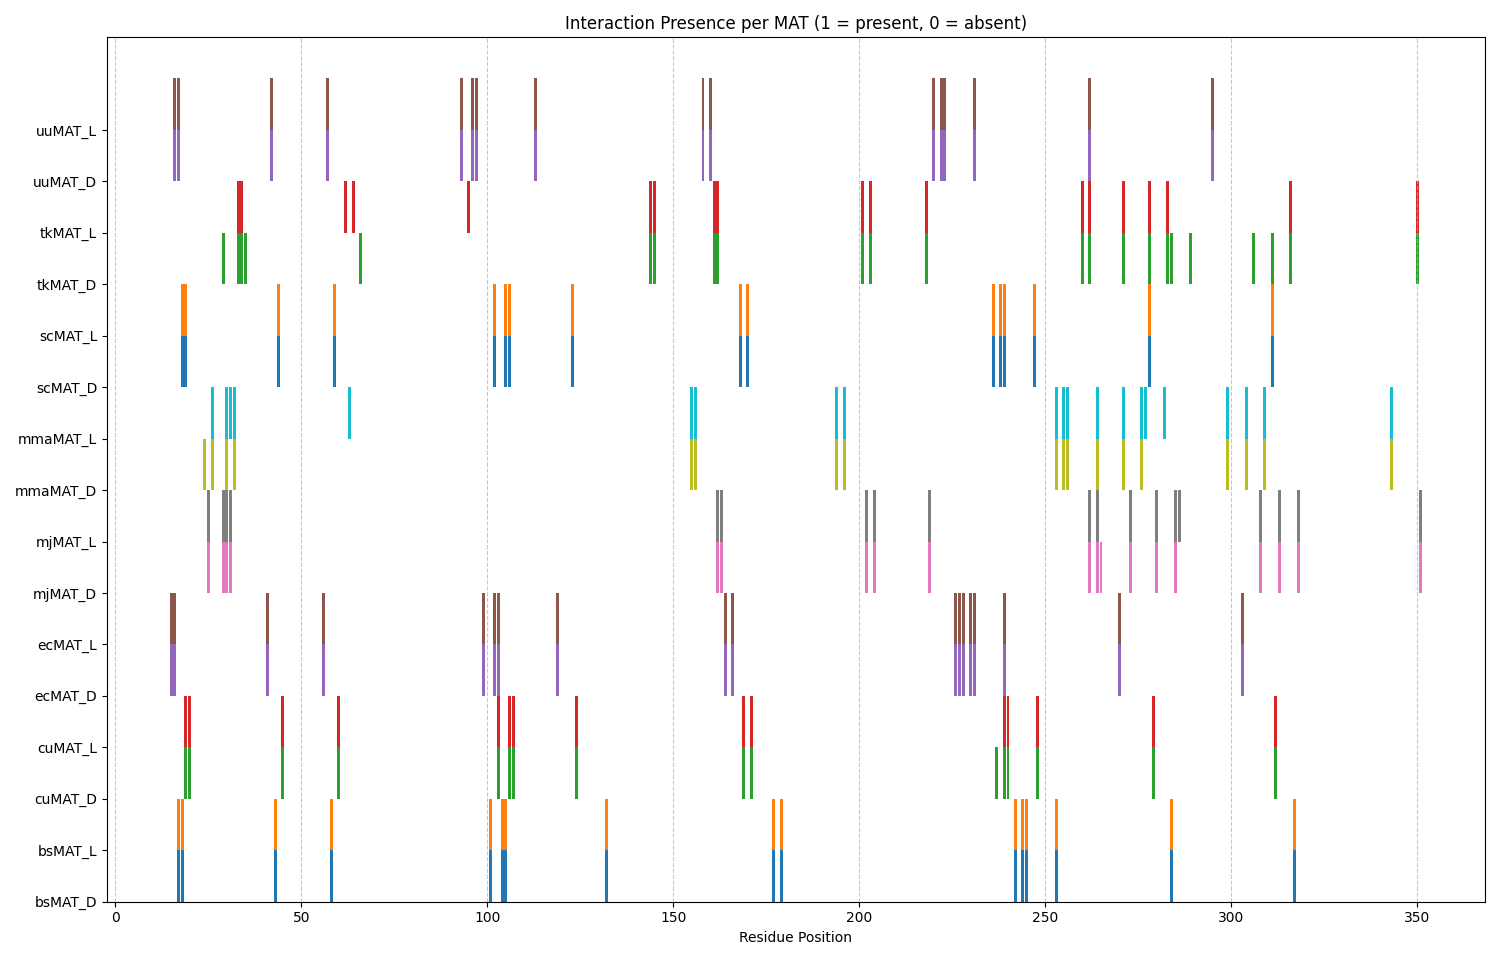 Interaction Presence per MAT (1 = present, 0 = absent)
uuMAT_L
uuMAT_D
tkMAT_L
tkMAT_D
scMAT_L
scMAT_D
mmaMAT_L
mmaMAT_D
mjMAT_L
mjMAT_D
ecMAT_L
ecMAT_D
cuMAT_L
cuMAT_D
bsMAT_L
bsMAT_D
0 50 100 150 200 250 300 350
Residue Position